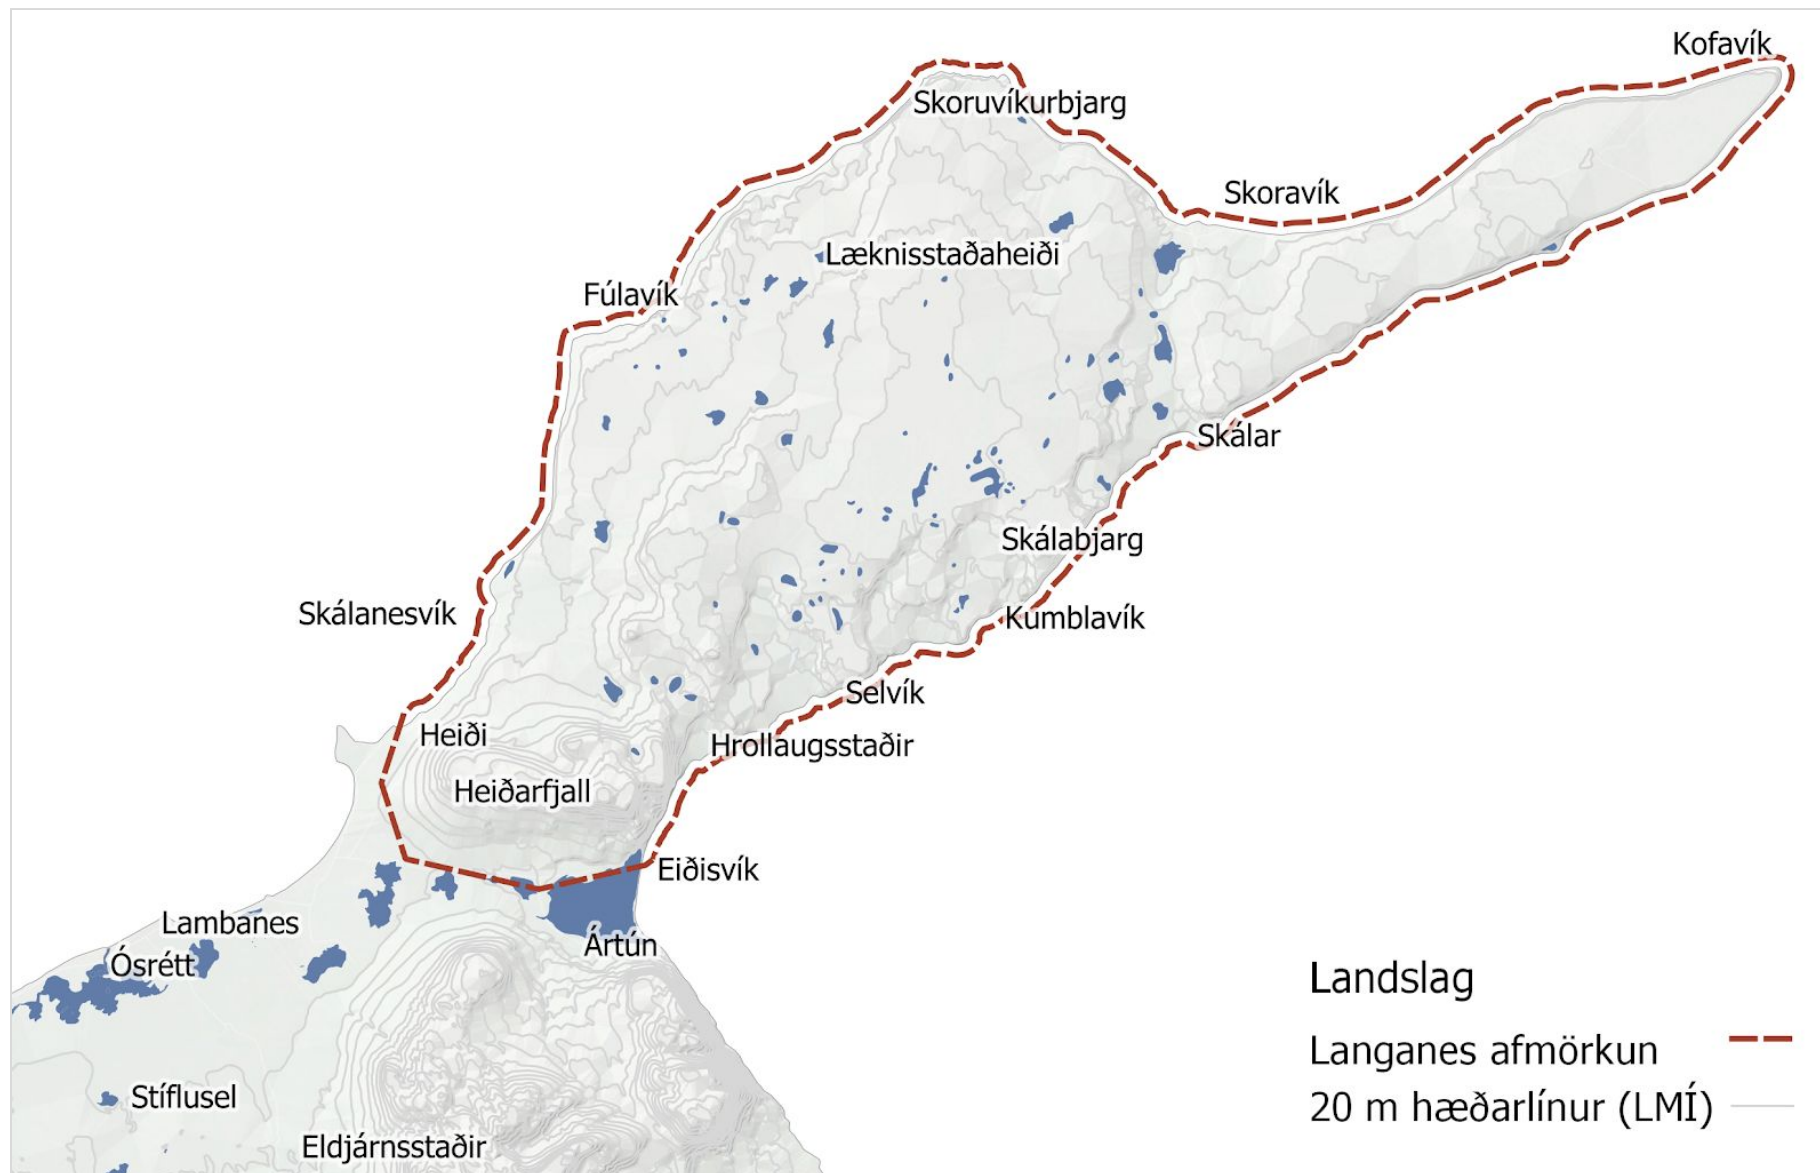 Kofavík
Skoruvíkurbjarg
Skoravík
Læknisstaðaheiði
Fúlavík
Skálar
Skálabjarg
Skálanesvík
Kumblavík
Selvík
Heiði
Hrollaugsstaðir
Heiðarfjall
Eiðisvík
Lambanes
Ártún
Ósrétt
Landslag
Langanes afmörkun
Stíflusel
20 m hæðarlínur (LMÍ)
Eldjárnsstaðir